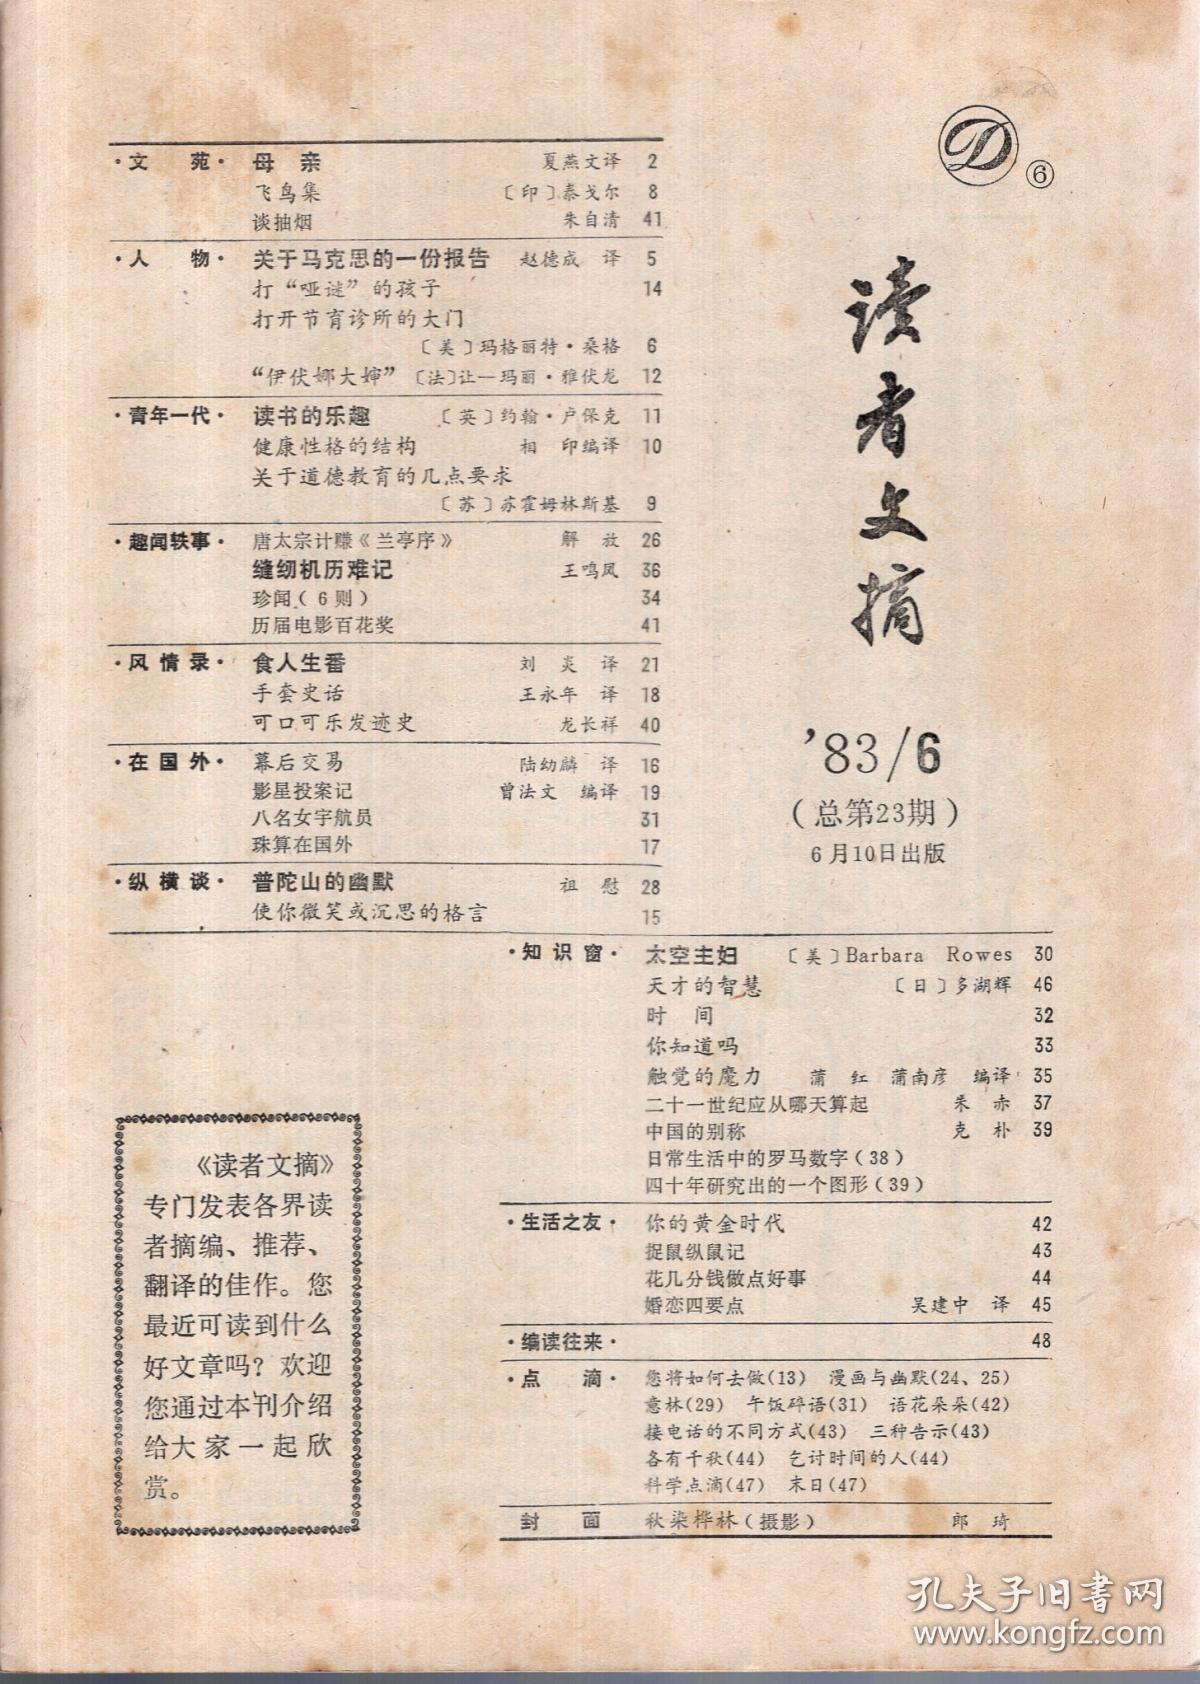 D ⑥
读者文摘
’83/6
（总第23期）
6月10日出版
·文 苑· 母 亲 夏燕文译 2
飞鸟集 〔印〕泰戈尔 8
谈抽烟 朱自清 41
·人 物· 关于马克思的一份报告 赵德成 译 5
打“哑谜”的孩子 14
打开节育诊所的大门
〔美〕玛格丽特·桑格 6
“伊伏娜大婶” 〔法〕让—玛丽·雅伏龙 12
·青年一代· 读书的乐趣 〔英〕约翰·卢保克 11
健康性格的结构 相 印编译 10
关于道德教育的几点要求
〔苏〕苏霍姆林斯基 9
·趣闻轶事· 唐太宗计赚《兰亭序》 解 放 26
缝纫机历难记 王鸣凤 36
珍闻（6则） 34
历届电影百花奖 41
·风情录· 食人生番 刘 炎 译 21
手套史话 王永年 译 18
可口可乐发迹史 龙长祥 40
·在国外· 幕后交易 陆幼麟 译 16
影星投案记 曾法文 编译 19
八名女宇航员 31
珠算在国外 17
·纵横谈· 普陀山的幽默 祖 慰 28
使你微笑或沉思的格言 15
·知识窗· 太空主妇 〔美〕Barbara Rowes 30
天才的智慧 〔日〕多湖辉 46
时 间 32
你知道吗 33
触觉的魔力 蒲 红 蒲南彦 编译 35
二十一世纪应从哪天算起 朱 赤 37
中国的别称 克 朴 39
日常生活中的罗马数字（38）
四十年研究出的一个图形（39）
·生活之友· 你的黄金时代 42
捉鼠纵鼠记 43
花几分钱做点好事 44
婚恋四要点 吴建中 译 45
·编读往来· 48
·点 滴· 您将如何去做(13) 漫画与幽默(24、25)
意林(29) 午饭碎语(31) 语花朵朵(42)
接电话的不同方式(43) 三种告示(43)
各有千秋(44) 乞讨时间的人(44)
科学点滴(47) 末日(47)
封 面 秋染桦林（摄影） 郎 琦
《读者文摘》
专门发表各界读
者摘编、推荐、
翻译的佳作。您
最近可读到什么
好文章吗？欢迎
您通过本刊介绍
给大家一起欣
赏。
孔夫子旧书网
www.kongfz.com